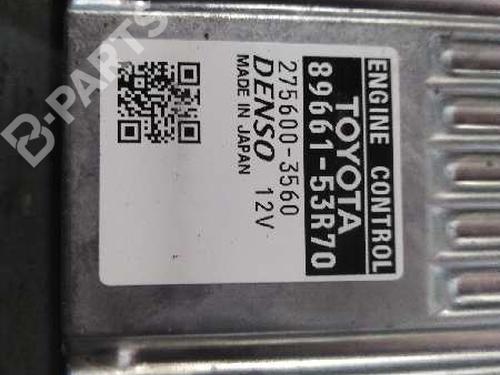 ENGINE CONTROL
TOYOTA
89661-53R70
275600-3560
DENSO 12V
MADE IN JAPAN
B-PARTS